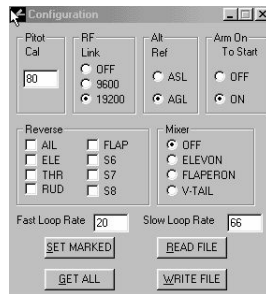 Configuration
Pitot Cal
80
RF Link
OFF
9600
19200
Alt Ref
ASL
AGL
Arm On To Start
OFF
ON
Reverse
AIL
ELE
THR
RUD
FLAP
S6
S7
S8
Mixer
OFF
ELEVON
FLAPERON
V-TAIL
Fast Loop Rate 20
Slow Loop Rate 66
SET MARKED
READ FILE
GET ALL
WRITE FILE